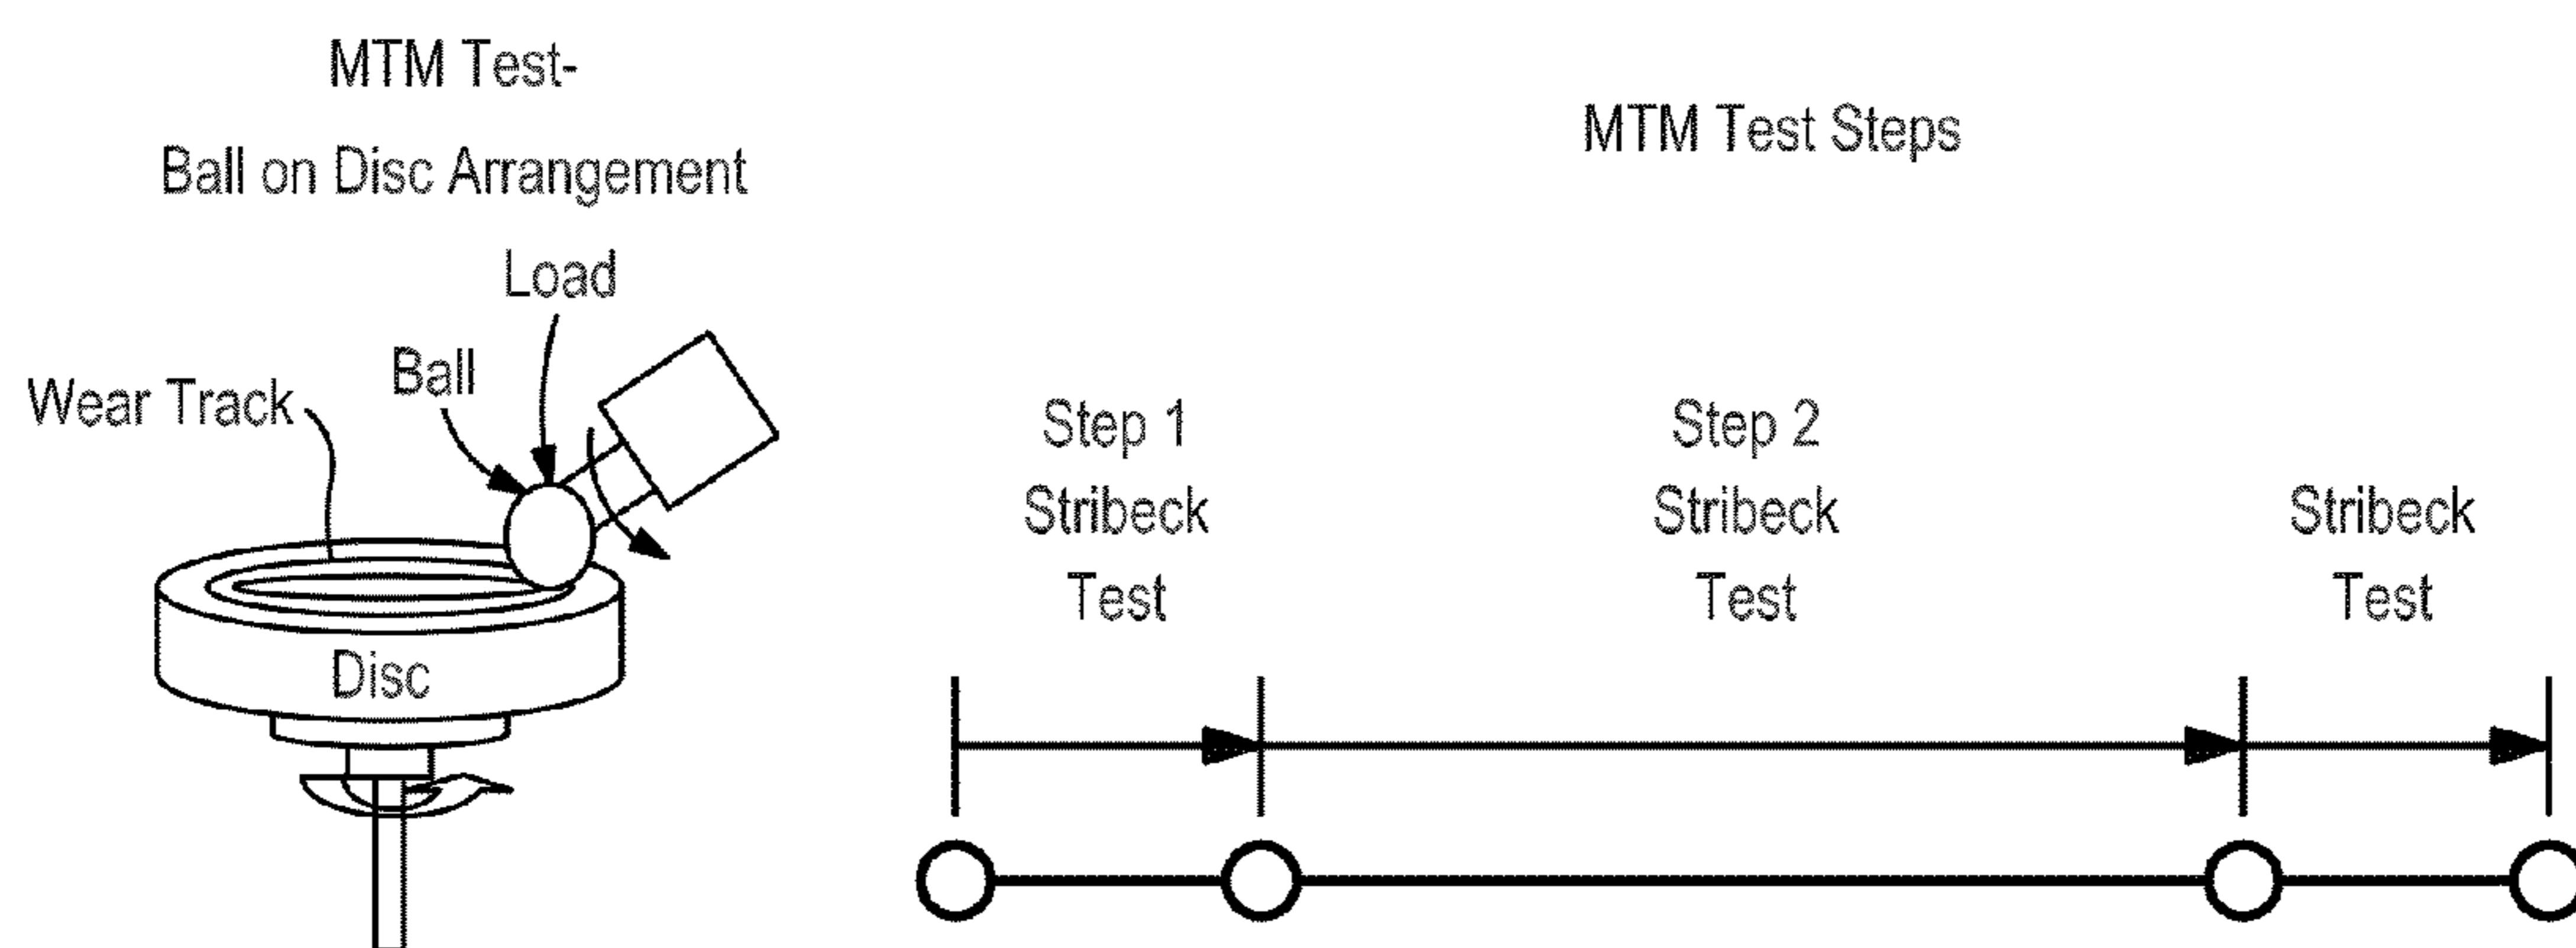 MTM Test-
Ball on Disc Arrangement
Load
Ball
Wear Track
Disc
MTM Test Steps
Step 1
Stribeck
Test
Step 2
Stribeck
Test
Stribeck
Test